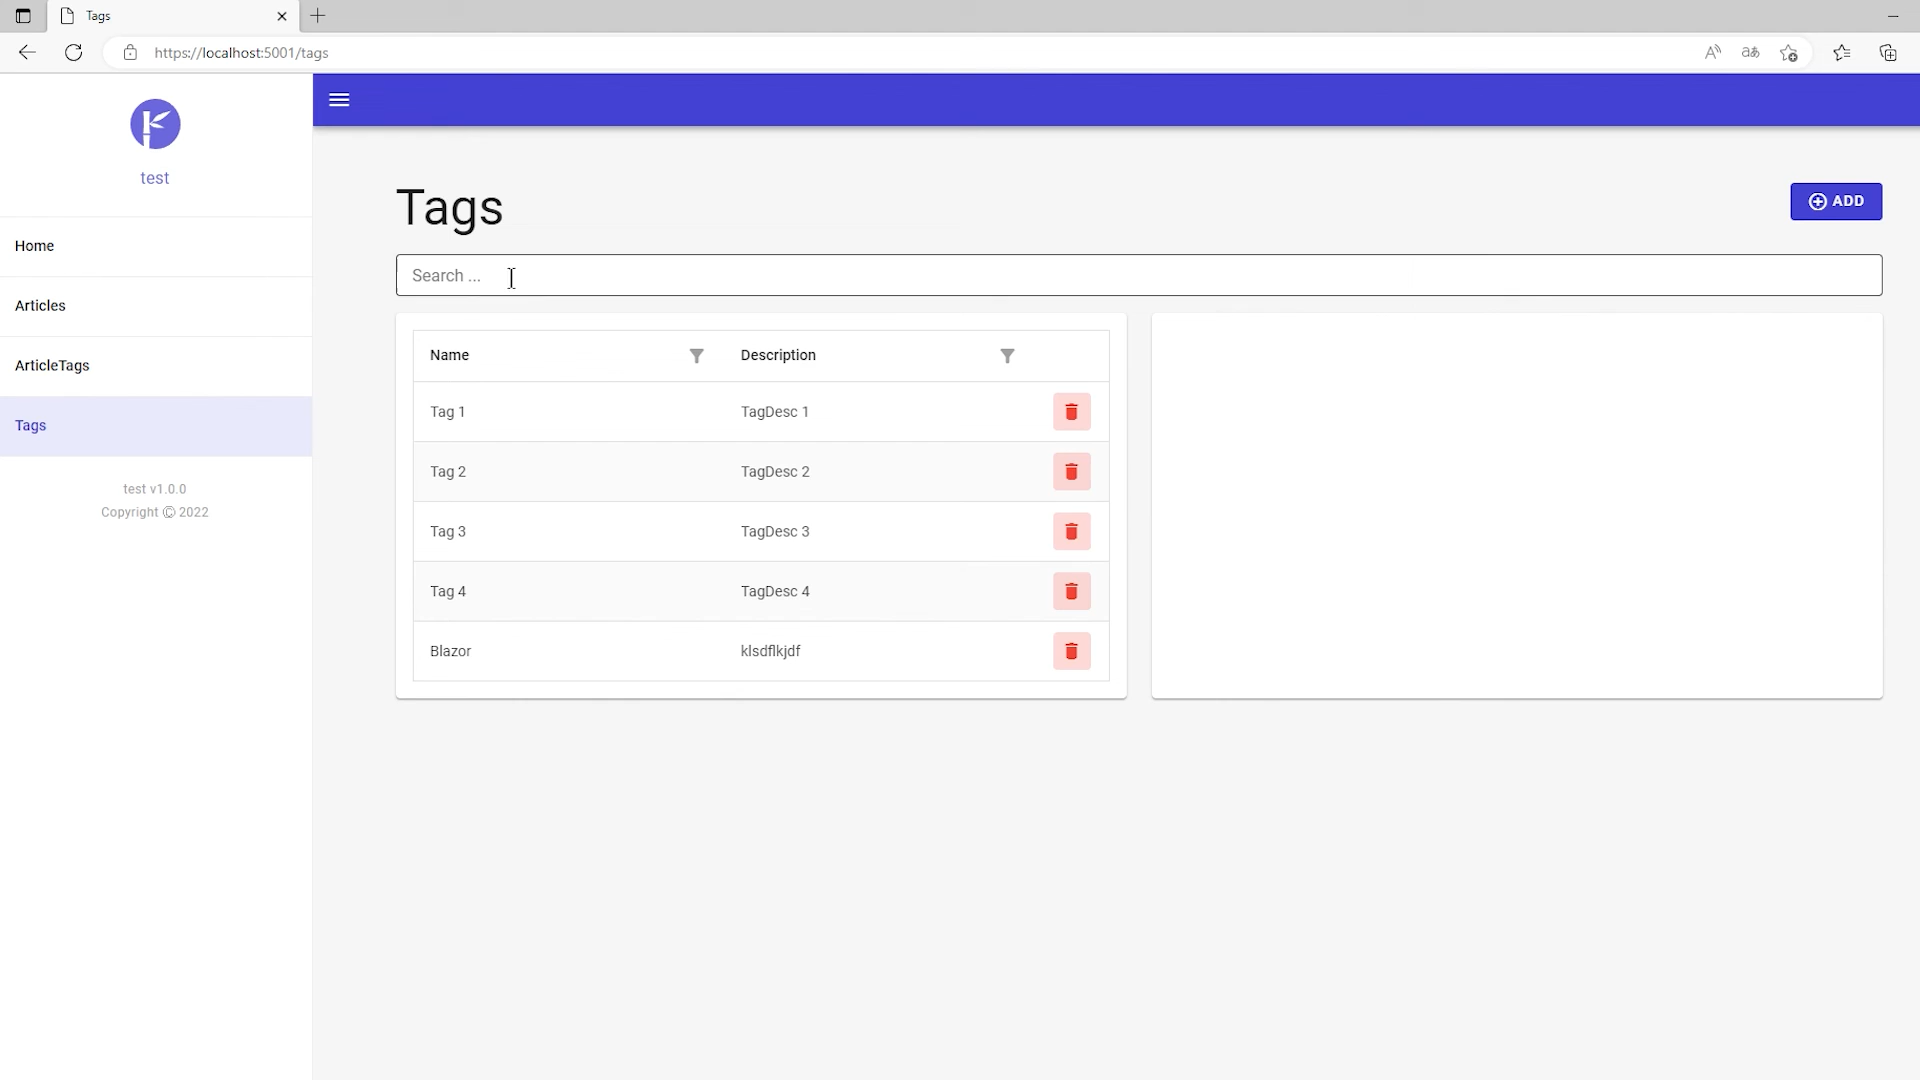 Tags
https://localhost:5001/tags
test
Home
Articles
ArticleTags
Tags
test v1.0.0
Copyright © 2022
Tags
ADD
Search ...
Name Description
Tag 1 TagDesc 1
Tag 2 TagDesc 2
Tag 3 TagDesc 3
Tag 4 TagDesc 4
Blazor klsdflkjdf